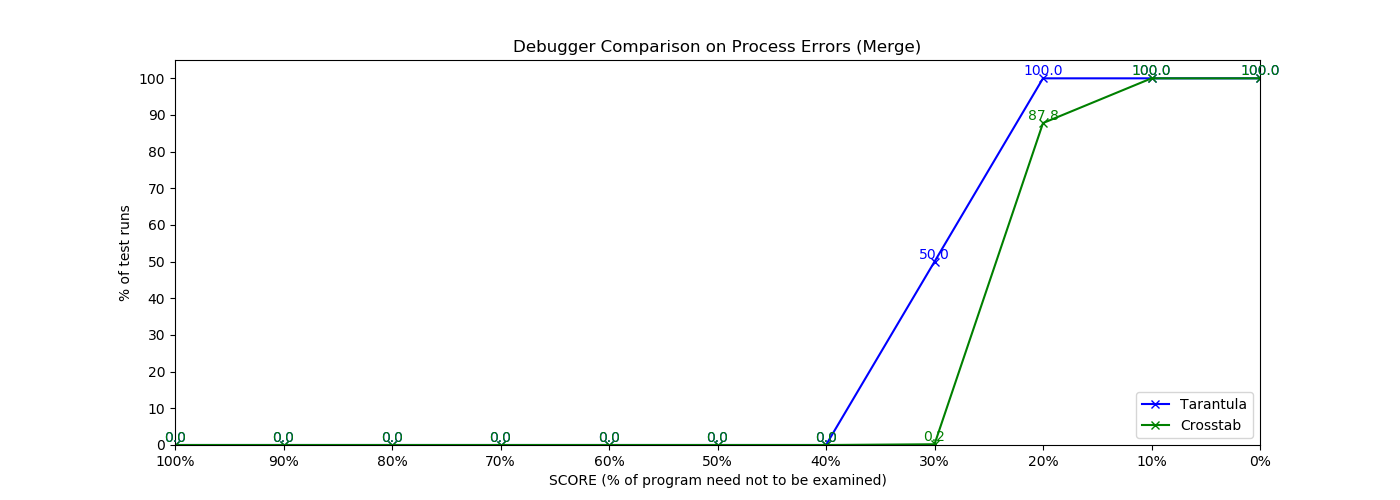 Debugger Comparison on Process Errors (Merge)
100.0 100.0 100.0
100
90
87.8
80
70
60
50.0
50
40
30
20
10
0
0.0 0.0 0.0 0.0 0.0 0.0 0.0 0.2
% of test runs
Tarantula
Crosstab
100% 90% 80% 70% 60% 50% 40% 30% 20% 10% 0%
SCORE (% of program need not to be examined)